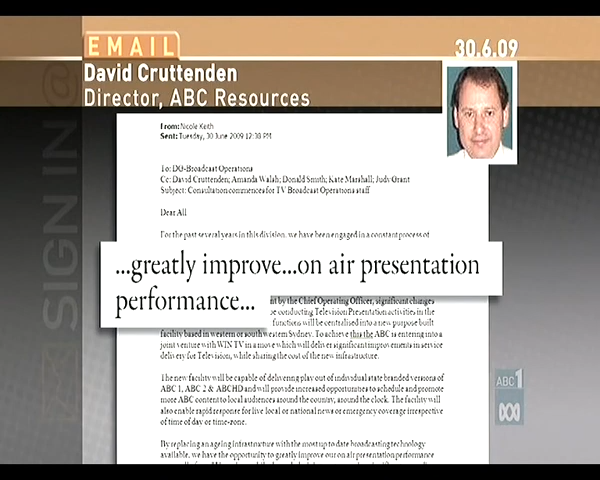 EMAIL
30.6.09
David Cruttenden
Director, ABC Resources
SIGN IN @
From: Nicole Keith
Sent: Tuesday, 30 June 2009 12:38 PM
To: DG-Broadcast Operations
Cc: David Cruttenden; Amanda Walsh; Donald Smith; Kate Marshall; Judy Grant
Subject: Consultation commences for TV Broadcast Operations staff
Dear All
For the past several years in this division, we have been engaged in a constant process of
...greatly improve...on air presentation
performance...
nt by the Chief Operating Officer, significant changes
be conducting Television Presentation activities in the
functions will be centralised into a new purpose built
facility based in western or south western Sydney. To achieve this the ABC is entering into a
joint venture with WIN TV in a move which will deliver significant improvements in service
delivery for Television, while sharing the cost of the new infrastructure.
The new facility will be capable of delivering play out of individual state branded versions of
ABC 1, ABC 2 & ABCHD and will provide increased opportunities to schedule and promote
more ABC content to local audiences around the country, around the clock. The facility will
also enable rapid response for live local or national news or emergency coverage irrespective
of time of day or time-zone.
ABC 1
By replacing an ageing infrastructure with the most up to date broadcasting technology
available, we have the opportunity to greatly improve our on air presentation performance